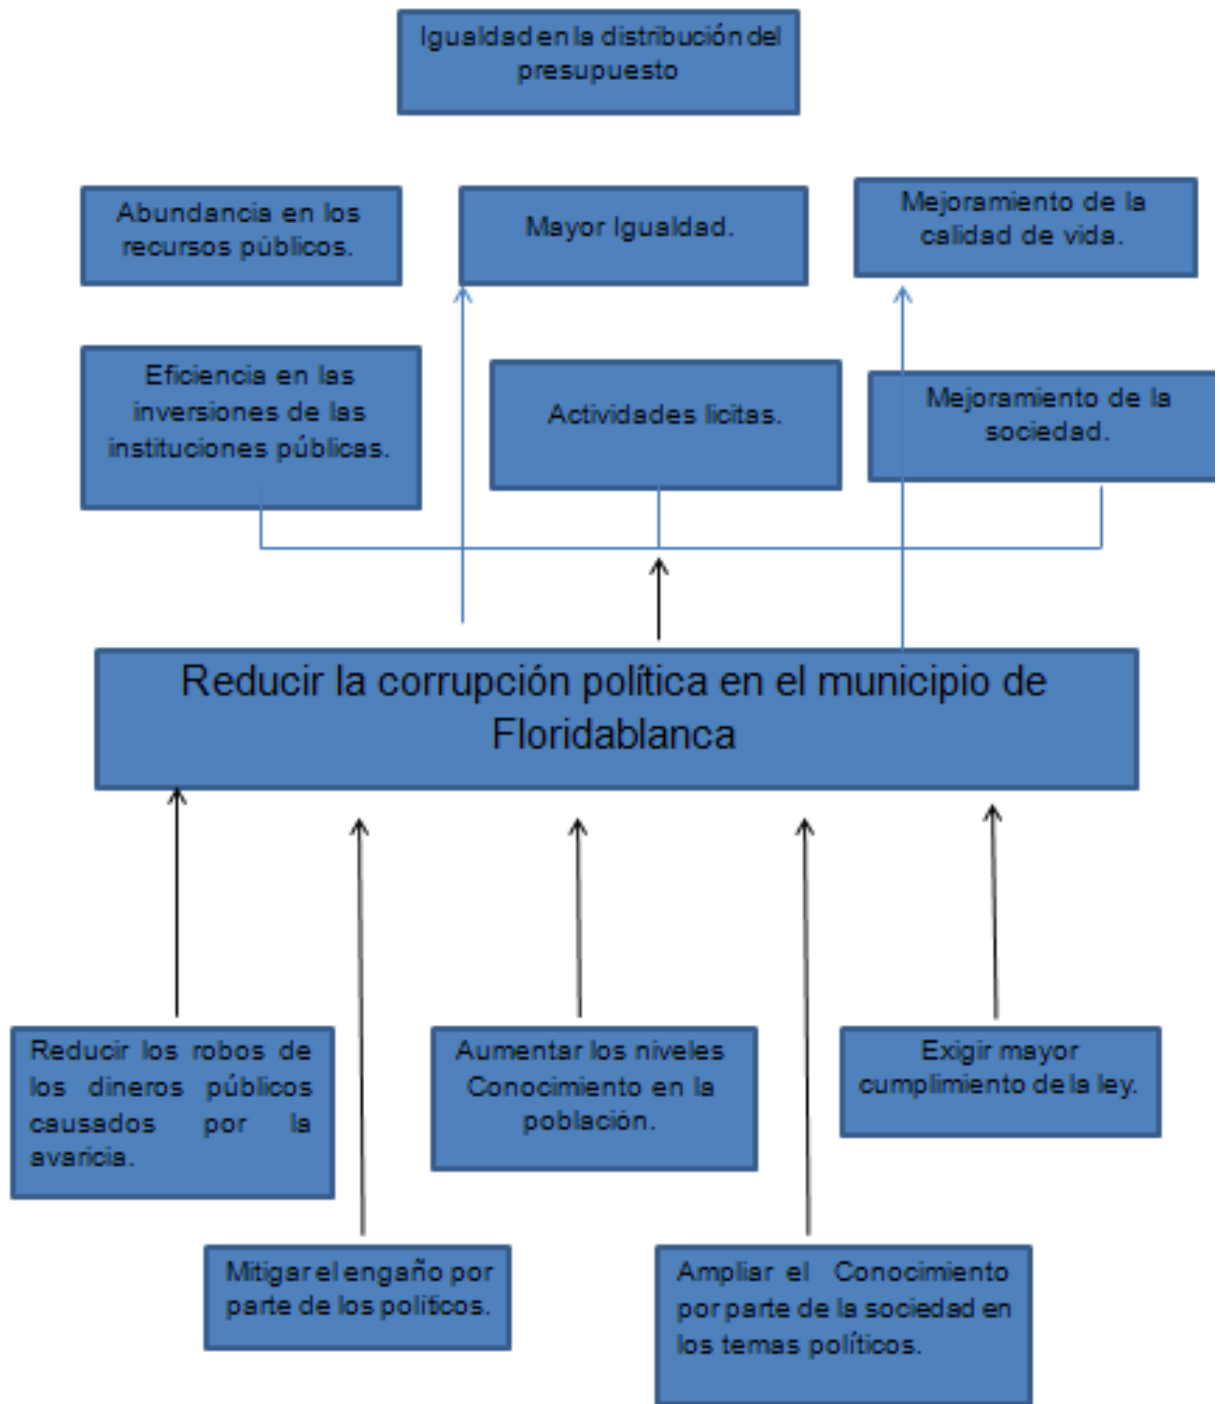 Igualdad en la distribución del
presupuesto
Abundancia en los
recursos públicos.
Mayor Igualdad.
Mejoramiento de la
calidad de vida.
Eficiencia en las
inversiones de las
instituciones públicas.
Actividades licitas.
Mejoramiento de la
sociedad.
Reducir la corrupción política en el municipio de
Floridablanca
Reducir los robos de
los dineros públicos
causados por la
avaricia.
Aumentar los niveles
Conocimiento en la
población.
Exigir mayor
cumplimiento de la ley.
Mitigar el engaño por
parte de los políticos.
Ampliar el Conocimiento
por parte de la sociedad en
los temas políticos.